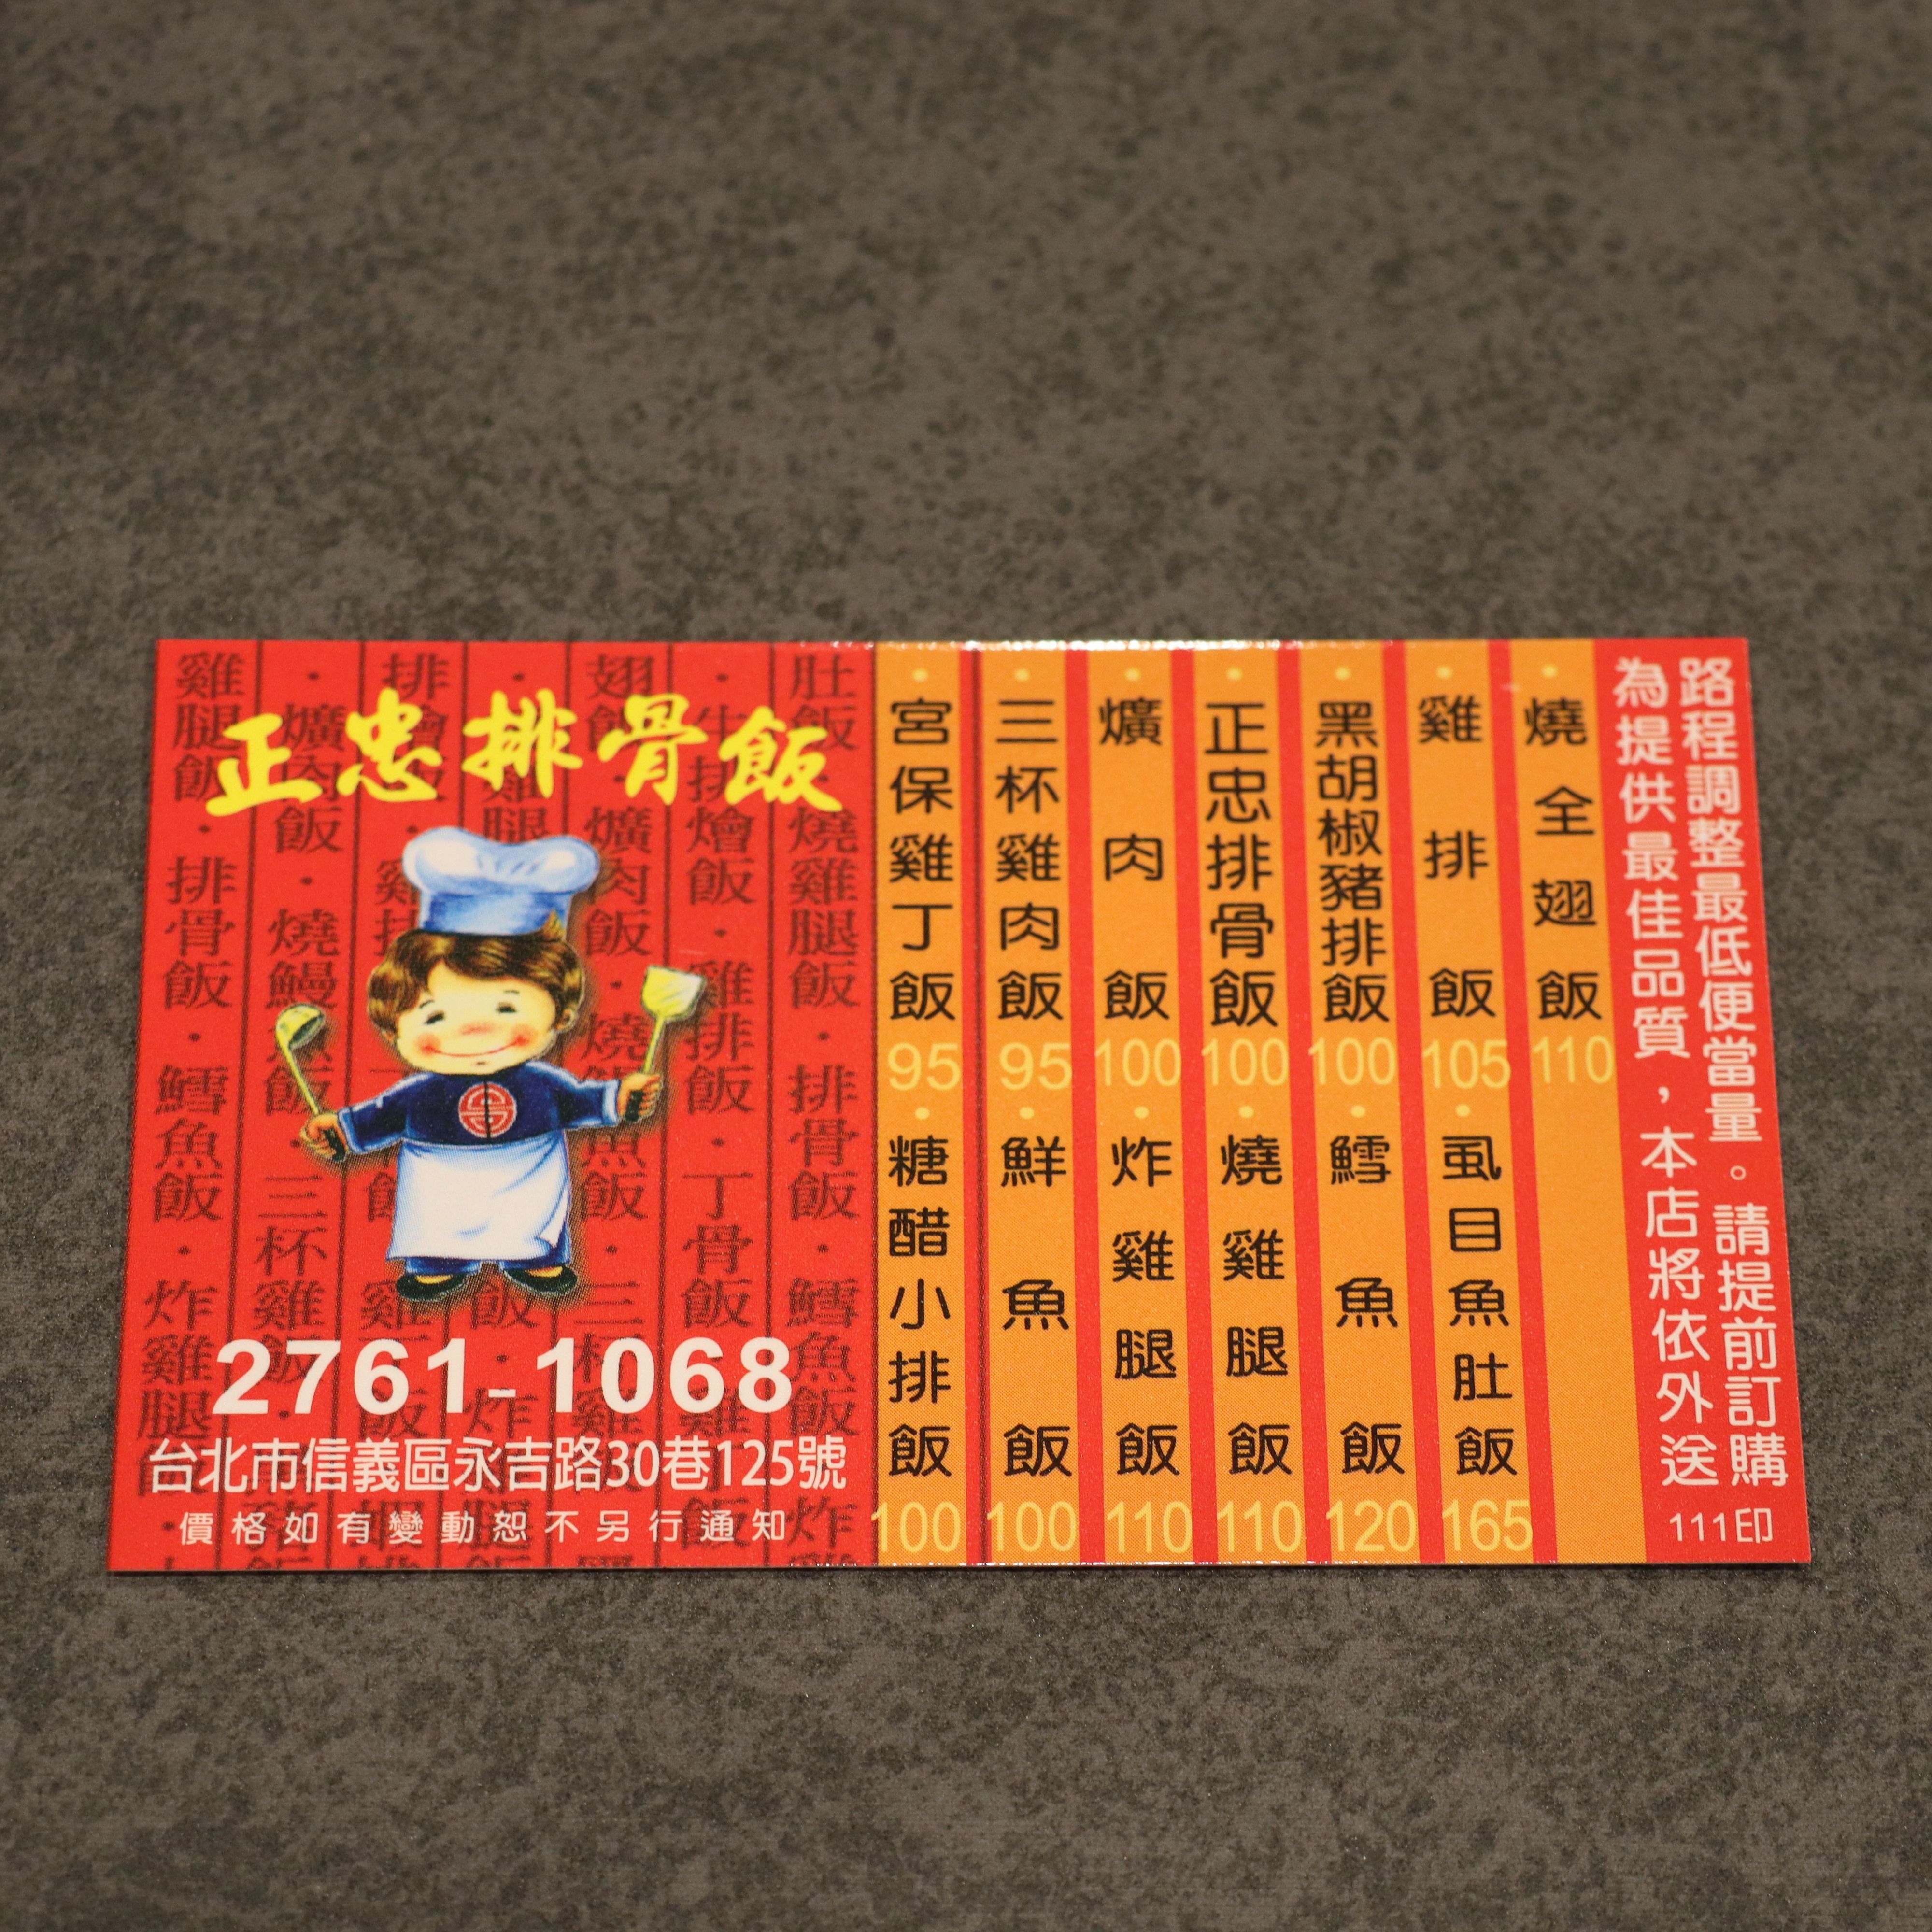 正忠排骨飯
2761-1068
台北市信義區永吉路30巷125號
價格如有變動恕不另行通知
·宮保雞丁飯 95
·三杯雞肉飯 95
·爌肉飯 100
·正忠排骨飯 100
·黑胡椒豬排飯 100
·雞排飯 105
·燒全翅飯 110
·糖醋小排飯 100
·鮮魚飯 100
·炸雞腿飯 110
·燒雞腿飯 110
·鱈魚飯 120
·虱目魚肚飯 165
為提供最佳品質，本店將依外送
路程調整最低便當量。請提前訂購
111印